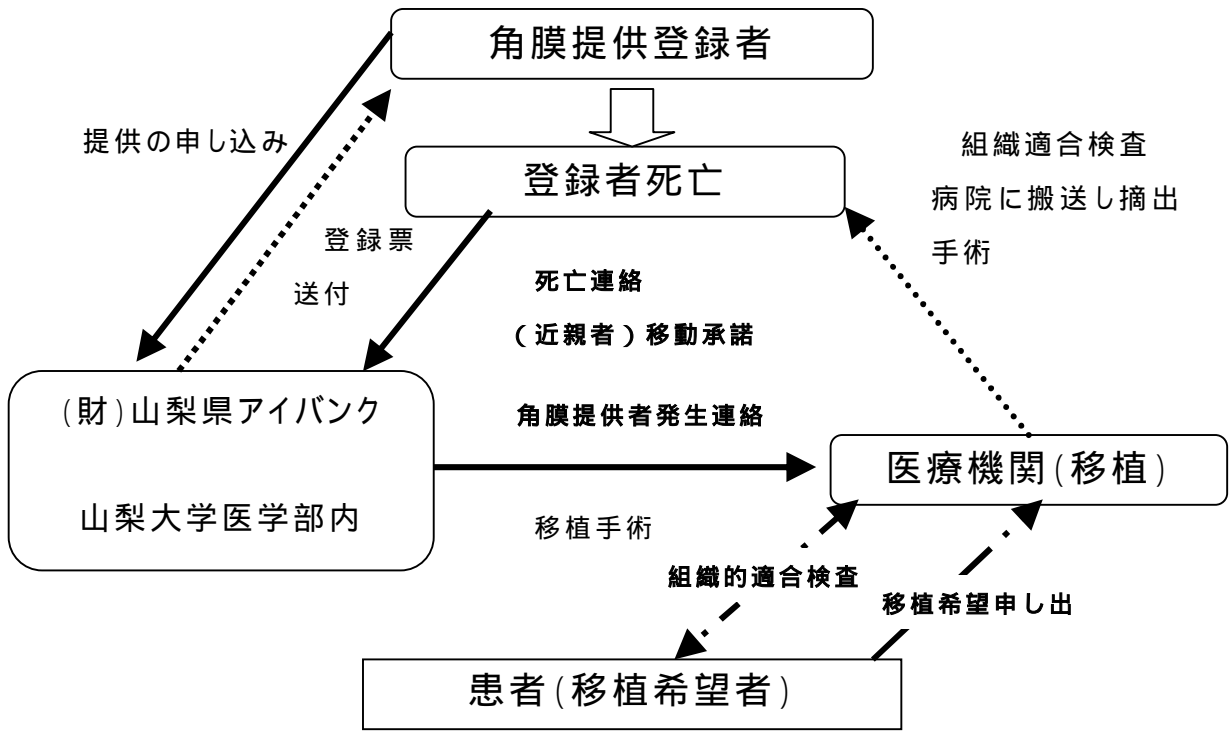 角膜提供登録者
提供の申し込み
登録者死亡
組織適合検査
病院に搬送し摘出
手術
登録票
送付
死亡連絡
(近親者)移動承諾
(財)山梨県アイバンク
山梨大学医学部内
角膜提供者発生連絡
医療機関(移植)
移植手術
組織的適合検査
移植希望申し出
患者(移植希望者)